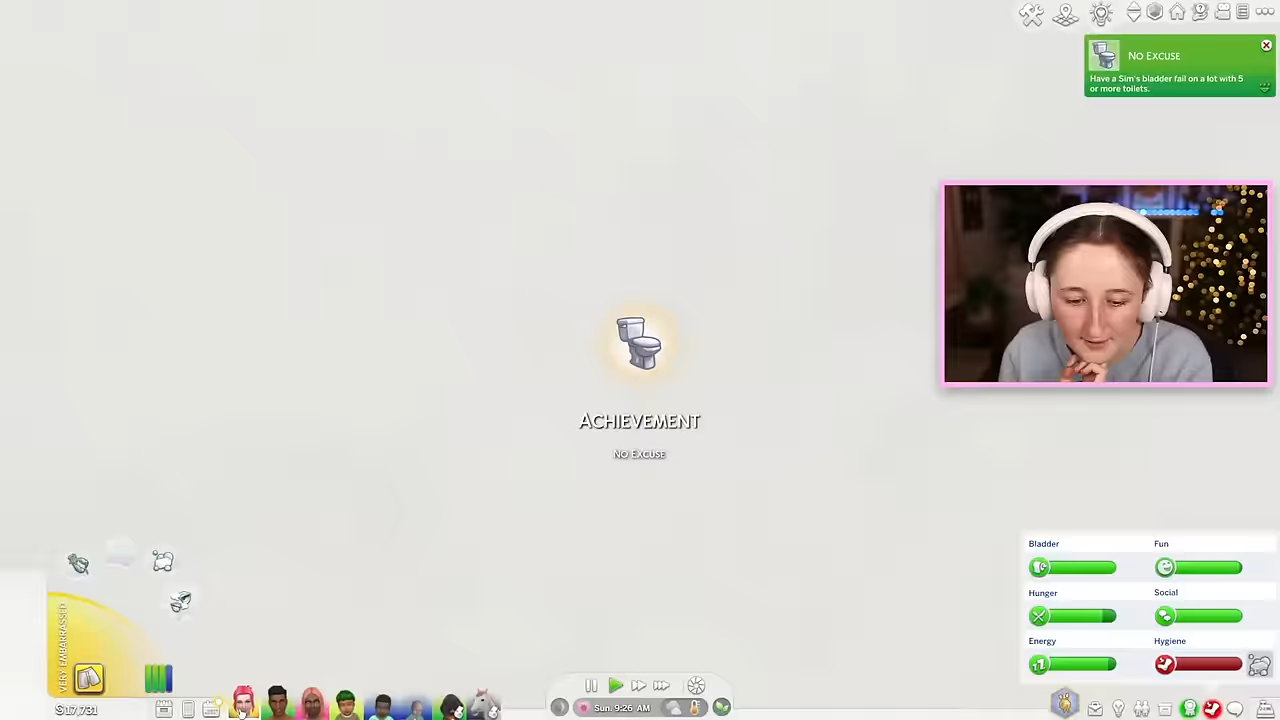 NO EXCUSE
Have a Sim's bladder fail on a lot with 5
or more toilets.
ACHIEVEMENT
NO EXCUSE
Bladder
Fun
Hunger
Social
Energy
Hygiene
VERY EMBARRASSED
§17,731
Sun. 9:26 AM